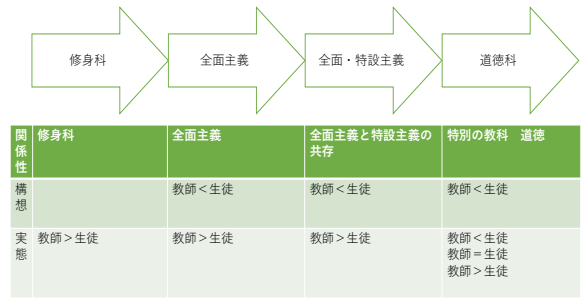 修身科
全面主義
全面・特設主義
道徳科
関係性 修身科 全面主義 全面主義と特設主義の共存 特別の教科　道徳
構想 教師＜生徒 教師＜生徒 教師＜生徒
実態 教師＞生徒 教師＞生徒 教師＞生徒 教師＜生徒
教師＝生徒
教師＞生徒